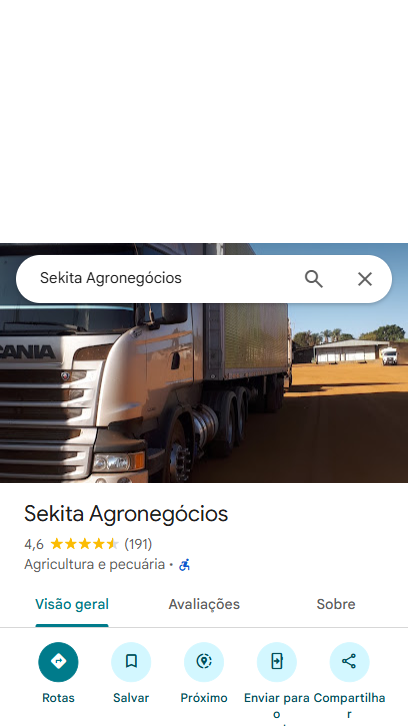 Sekita Agronegócios
CANIA
Sekita Agronegócios
4,6 (191)
Agricultura e pecuária ·
Visão geral Avaliações Sobre
Rotas Salvar Próximo Enviar para o Compartilhar